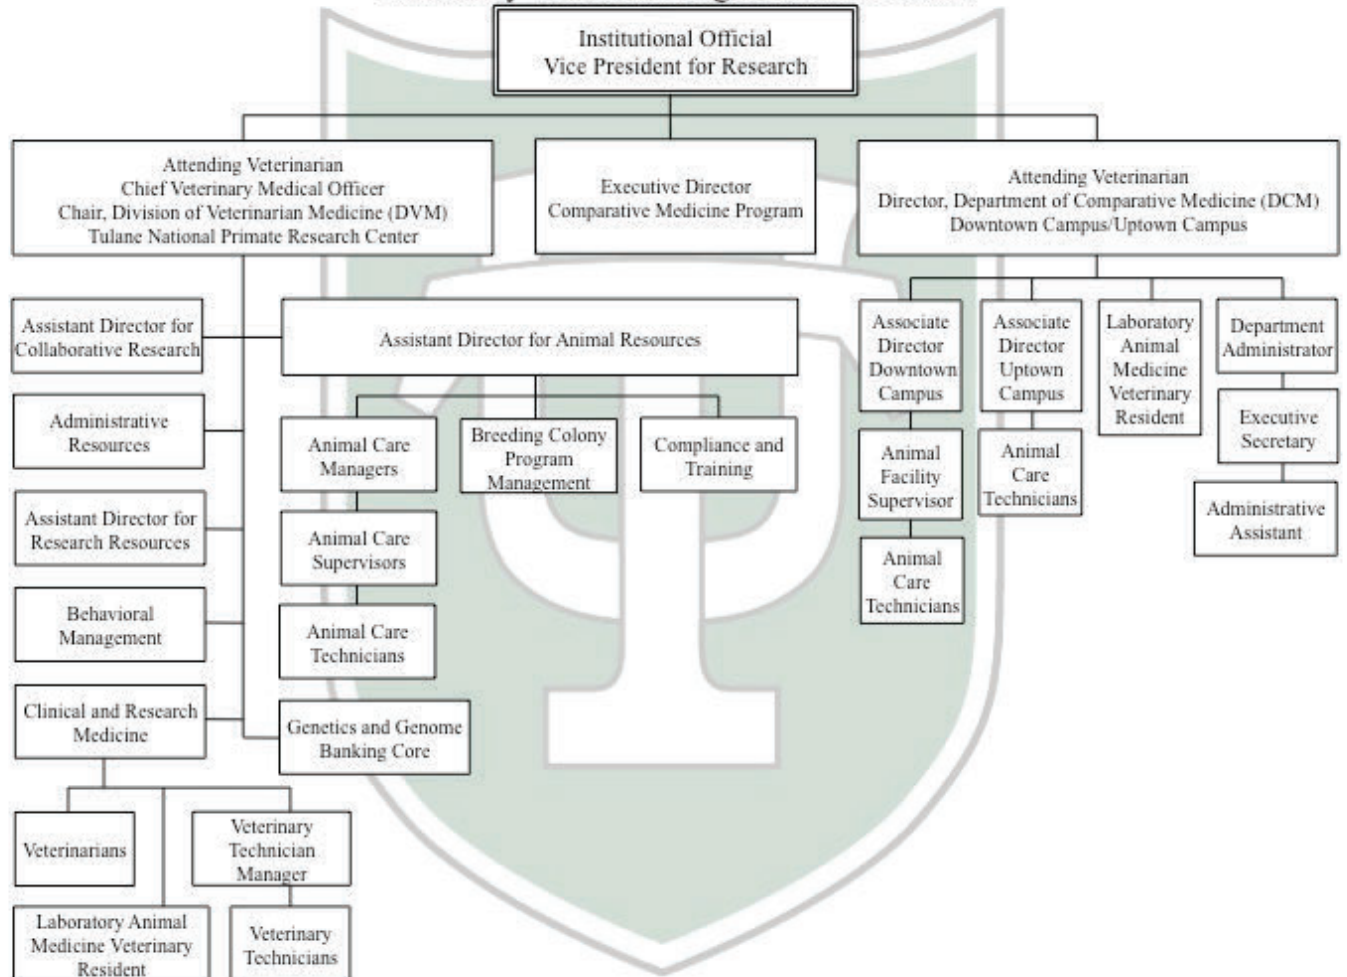 Institutional Official
Vice President for Research
Attending Veterinarian
Chief Veterinary Medical Officer
Chair, Division of Veterinarian Medicine (DVM)
Tulane National Primate Research Center
Executive Director
Comparative Medicine Program
Attending Veterinarian
Director, Department of Comparative Medicine (DCM)
Downtown Campus/Uptown Campus
Assistant Director for
Collaborative Research
Administrative
Resources
Assistant Director for
Research Resources
Behavioral
Management
Clinical and Research
Medicine
Veterinarians
Laboratory Animal
Medicine Veterinary
Resident
Veterinary
Technician
Manager
Veterinary
Technicians
Assistant Director for Animal Resources
Animal Care
Managers
Animal Care
Supervisors
Animal Care
Technicians
Breeding Colony
Program
Management
Compliance and
Training
Genetics and Genome
Banking Core
Associate
Director
Downtown
Campus
Animal
Facility
Supervisor
Animal
Care
Technicians
Associate
Director
Uptown
Campus
Animal
Care
Technicians
Laboratory
Animal
Medicine
Veterinary
Resident
Department
Administrator
Executive
Secretary
Administrative
Assistant